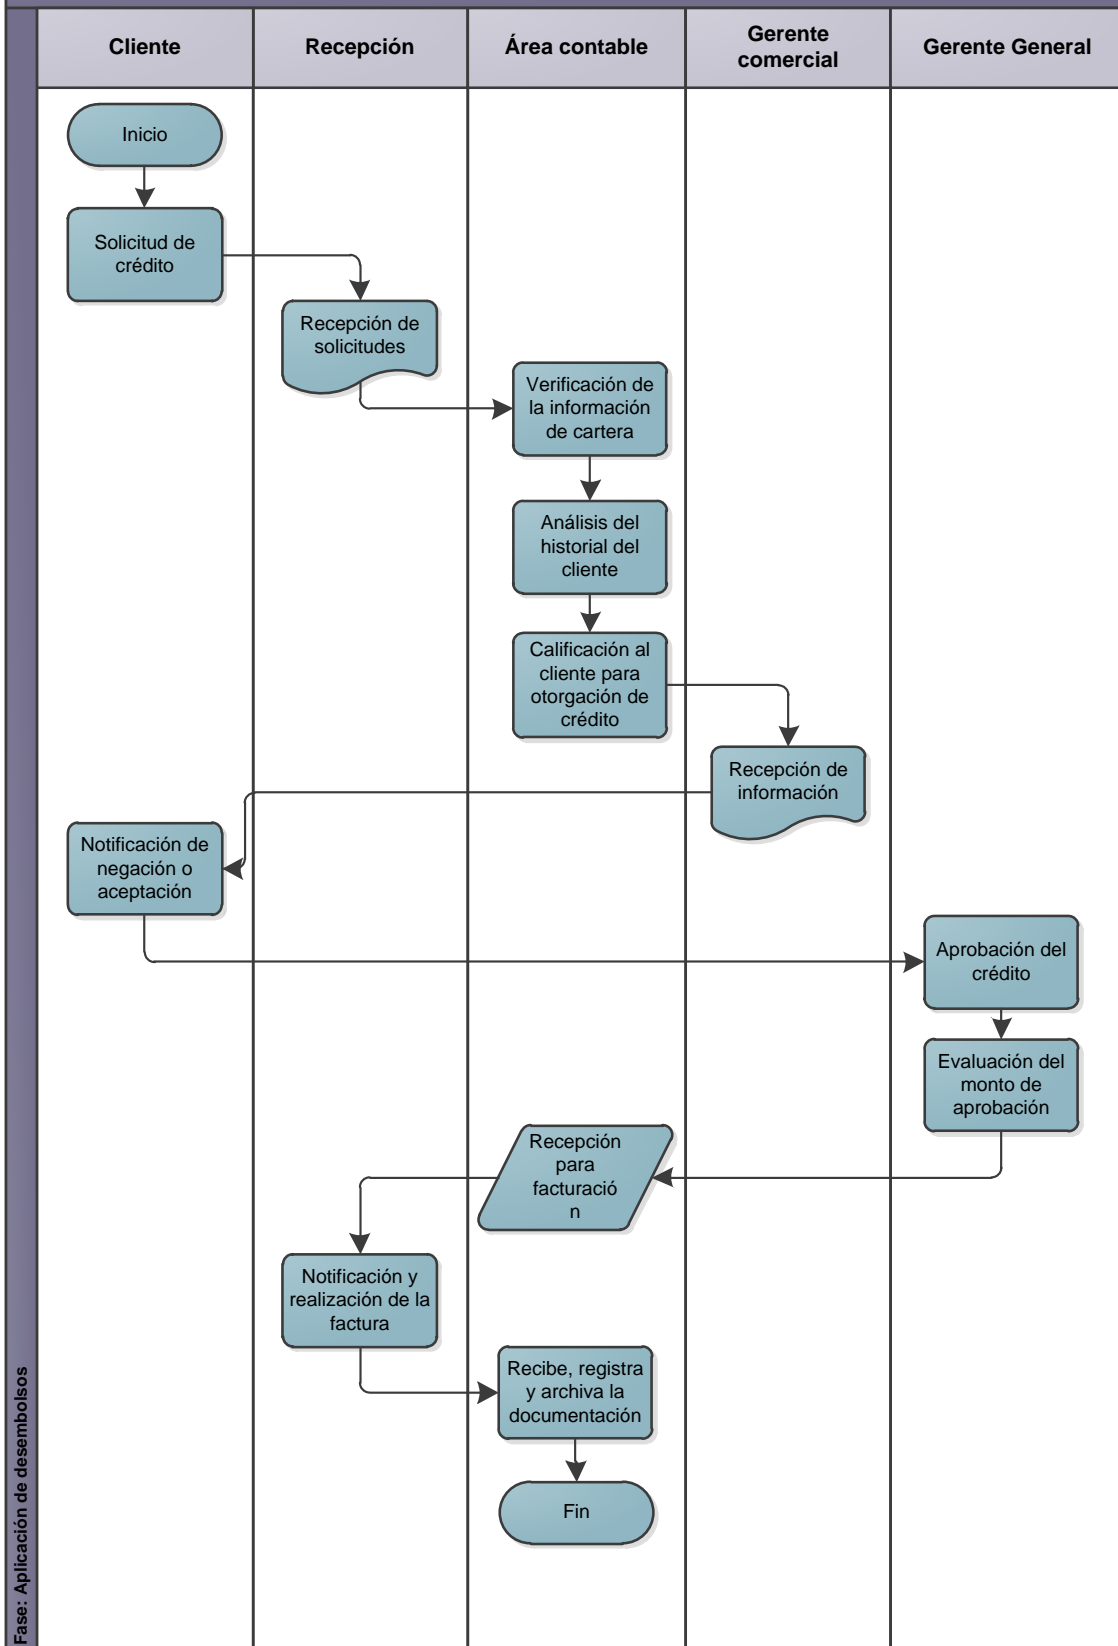 Cliente
Recepción
Área contable
Gerente
comercial
Gerente General
Inicio
Solicitud de
crédito
Recepción de
solicitudes
Verificación de
la información
de cartera
Análisis del
historial del
cliente
Calificación al
cliente para
otorgación de
crédito
Recepción de
información
Notificación de
negación o
aceptación
Aprobación del
crédito
Evaluación del
monto de
aprobación
Recepción
para
facturació
n
Notificación y
realización de la
factura
Recibe, registra
y archiva la
documentación
Fin
Fase: Aplicación de desembolsos